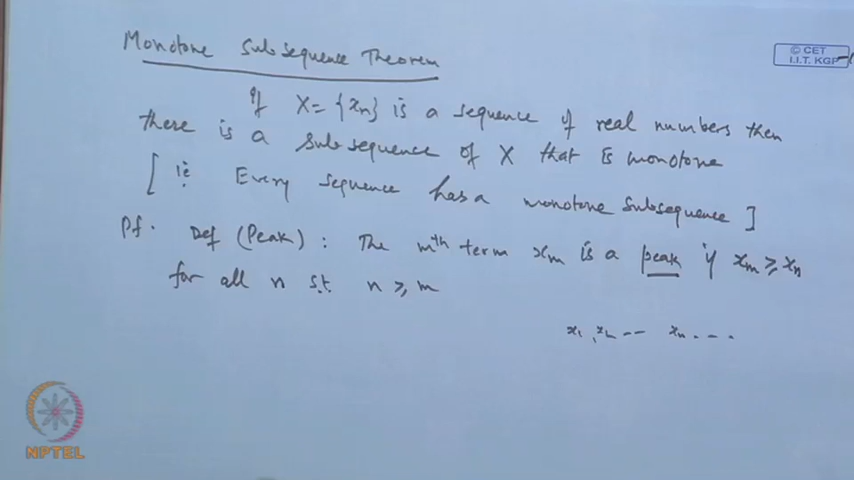 Monotone Subsequence Theorem
© CET
I.I.T. KGP
If X = {xn} is a sequence of real numbers then
there is a subsequence of X that is monotone
[ ie Every sequence has a monotone subsequence ]
Pf. Def (Peak) : The mth term xm is a peak if xm ≥ xn
for all n s.t. n ≥ m
x1, x2 -- xn ....
NPTEL